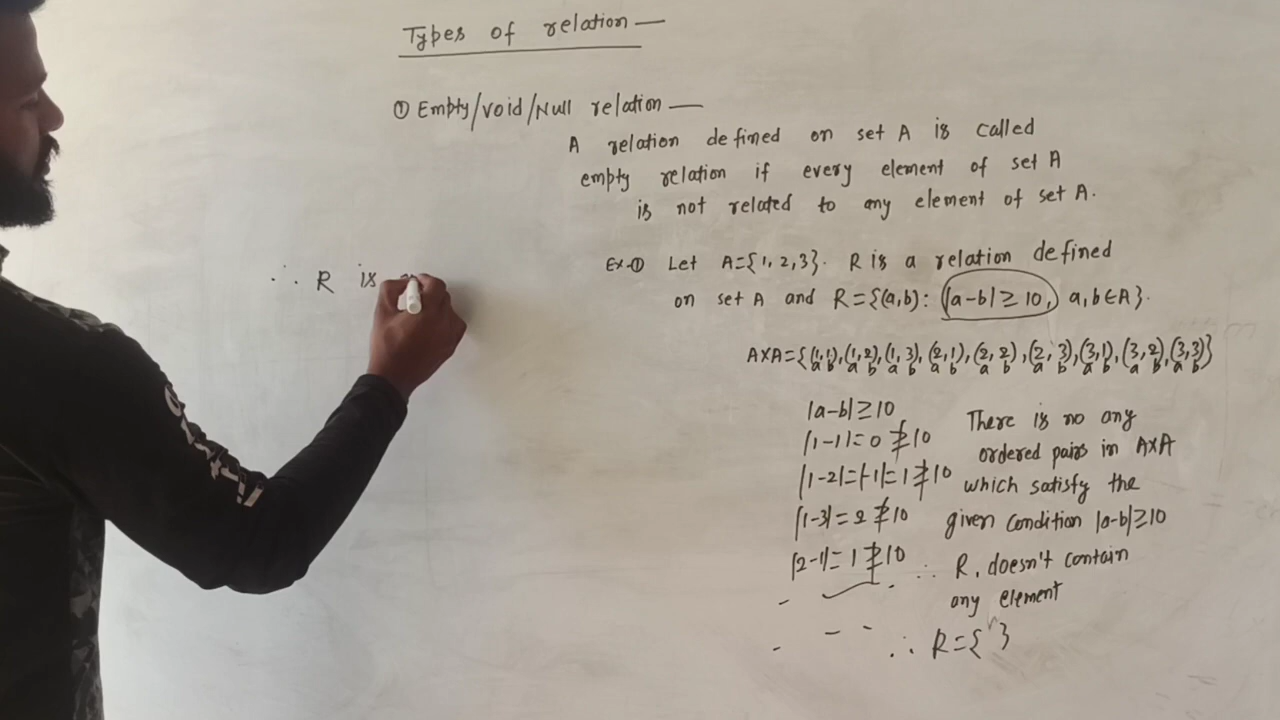 Types of relation —
① Empty/void/Null relation —
A relation defined on set A is called
empty relation if every element of set A
is not related to any element of set A.
Ex-① Let A={1, 2, 3}. R is a relation defined
on set A and R={(a,b): |a-b|≥10, a,b∈A}.
A×A={(1,1),(1,2),(1,3),(2,1),(2,2),(2,3),(3,1),(3,2),(3,3)}
a b a b a b a b a b a b a b a b a b
|a-b|≥10
|1-1|=0≱10
|1-2|=|-1|=1≱10
|1-3|=2≱10
|2-1|=1≱10
There is no any
ordered pairs in A×A
which satisfy the
given condition |a-b|≥10
∴ R, doesn't contain
any element
∴ R={ }
∴ R is